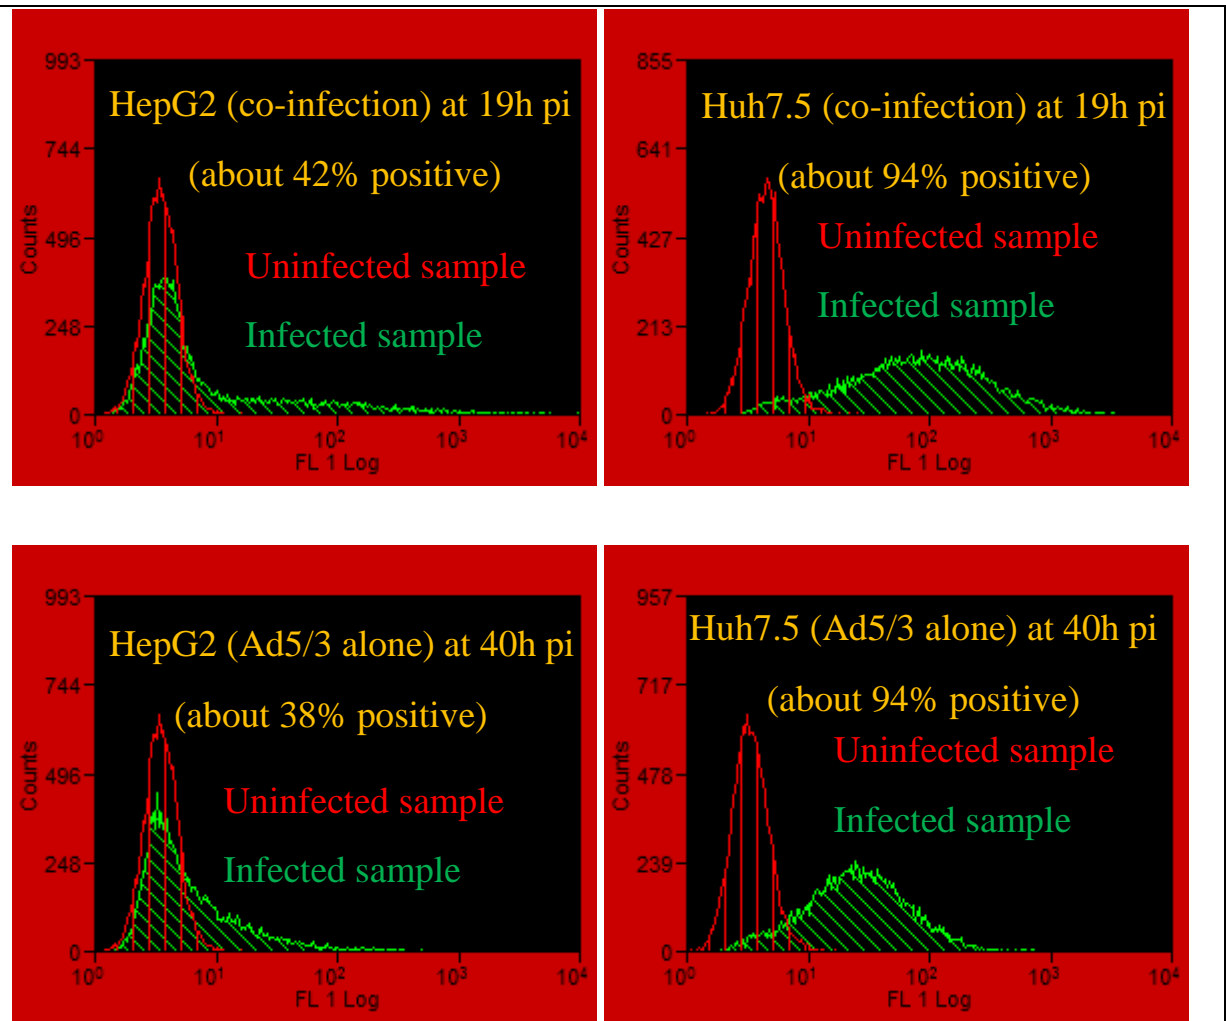 993
HepG2 (co-infection) at 19h pi
744
(about 42% positive)
496
Uninfected sample
248
Infected sample
0
Counts
10⁰ 10¹ 10² 10³ 10⁴
FL 1 Log
855
Huh7.5 (co-infection) at 19h pi
641
(about 94% positive)
427
Uninfected sample
213
Infected sample
0
Counts
10⁰ 10¹ 10² 10³ 10⁴
FL 1 Log
993
HepG2 (Ad5/3 alone) at 40h pi
744
(about 38% positive)
496
Uninfected sample
248
Infected sample
0
Counts
10⁰ 10¹ 10² 10³ 10⁴
FL 1 Log
957
Huh7.5 (Ad5/3 alone) at 40h pi
717
(about 94% positive)
Uninfected sample
478
Infected sample
239
0
Counts
10⁰ 10¹ 10² 10³ 10⁴
FL 1 Log